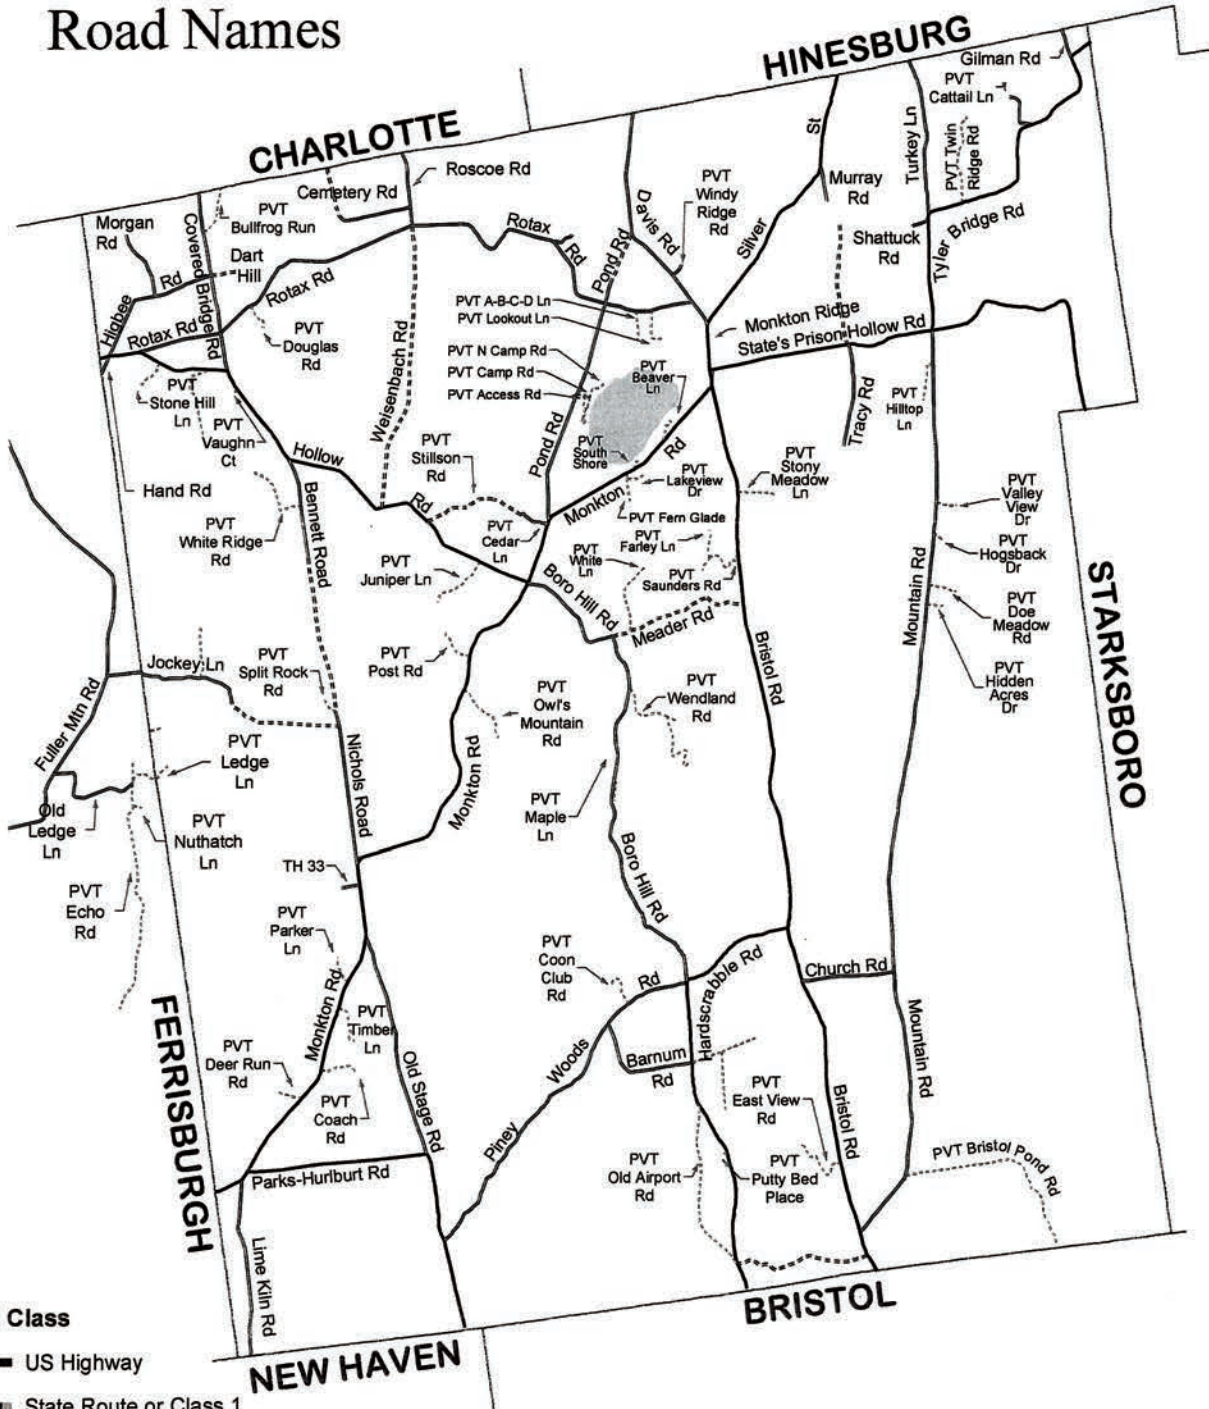 Road Names
HINESBURG
Gilman Rd
PVT
Cattail Ln
CHARLOTTE
St
Turkey Ln
PVT Twin
Ridge Rd
Roscoe Rd
Cemetery Rd
PVT
Windy
Ridge
Rd
Murray
Rd
Morgan
Rd
Covered Bridge Rd
PVT
Bullfrog Run
Davis Rd
Silver
Rotax
Rd
Pond Rd
Shattuck
Rd
Tyler Bridge Rd
Dart
Hill
Higbee
Rd
Rotax Rd
PVT A-B-C-D Ln
PVT Lookout Ln
Monkton Ridge
State's Prison Hollow Rd
Rotax Rd
PVT
Douglas
Rd
Weisenbach Rd
PVT N Camp Rd
PVT Camp Rd
PVT Access Rd
PVT
Beaver
Ln
PVT
Stone Hill
Ln
PVT
Vaughn
Ct
PVT
Hilltop
Ln
Tracy Rd
Hollow
Rd
PVT
Stillson
Rd
Pond Rd
PVT
South
Shore
Monkton
Rd
PVT
Lakeview
Dr
PVT
Stony
Meadow
Ln
Hand Rd
Bennett Road
PVT
White Ridge
Rd
PVT
Valley
View
Dr
PVT Fern Glade
PVT
Cedar
Ln
PVT
Farley Ln
PVT
Hogsback
Dr
PVT
Juniper Ln
PVT
White
Ln
PVT
Saunders Rd
Boro Hill Rd
Meader Rd
Mountain Rd
PVT
Doe
Meadow
Rd
STARKSBORO
PVT
Hidden
Acres
Dr
Jockey Ln
PVT
Split Rock
Rd
PVT
Post Rd
Bristol Rd
Fuller Mtn Rd
PVT
Owl's
Mountain
Rd
PVT
Wendland
Rd
PVT
Ledge
Ln
Nichols Road
Monkton Rd
Old
Ledge
Ln
PVT
Nuthatch
Ln
PVT
Maple
Ln
Boro Hill Rd
TH 33
PVT
Echo
Rd
PVT
Parker
Ln
PVT
Coon
Club
Rd
Rd
Hardscrabble Rd
Church Rd
FERRISBURGH
Monkton Rd
PVT
Timber
Ln
PVT
Deer Run
Rd
Old Stage Rd
Woods
Barnum
Rd
Mountain Rd
PVT
Coach
Rd
PVT
East View
Rd
Bristol Rd
Piney
Parks-Hurlburt Rd
PVT
Old Airport
Rd
PVT
Putty Bed
Place
PVT Bristol Pond Rd
Lime Kiln Rd
BRISTOL
NEW HAVEN
Class
US Highway
State Route or Class 1